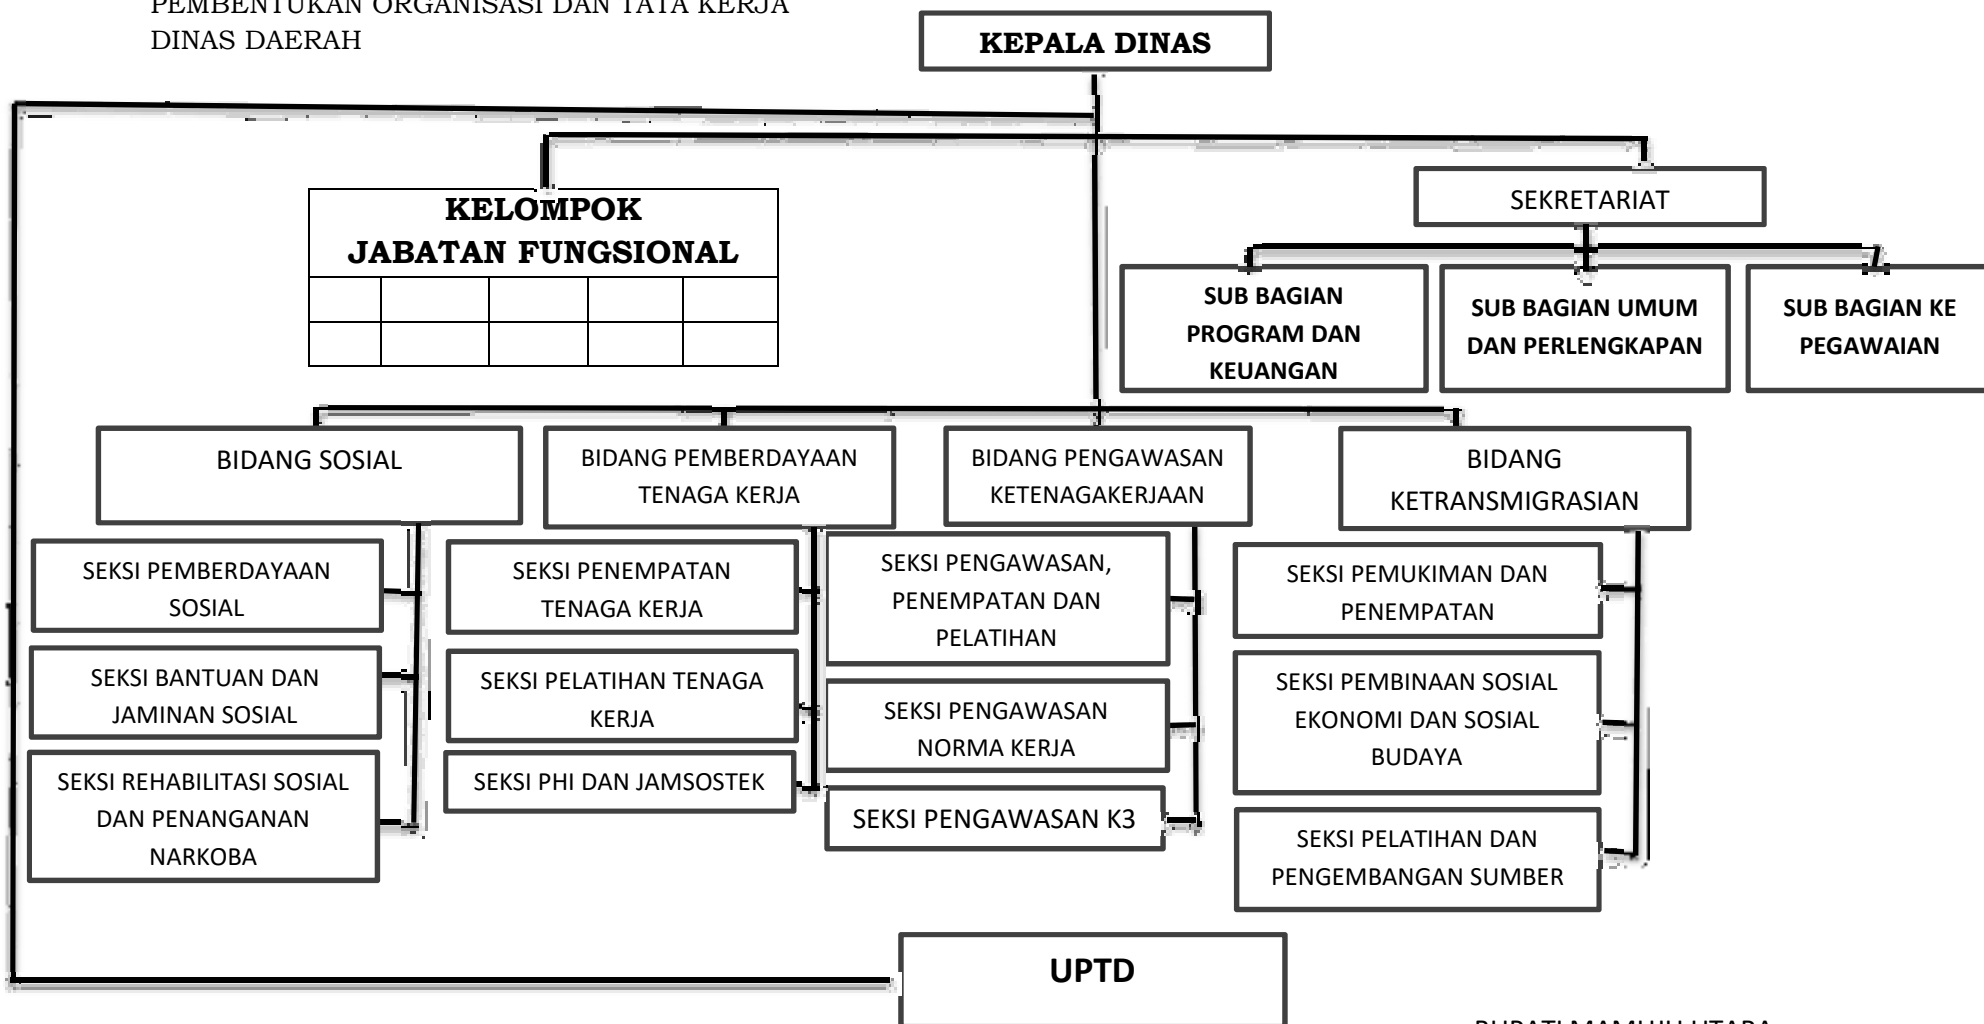 PEMBENTUKAN ORGANISASI DAN TATA KERJA
DINAS DAERAH
KEPALA DINAS
KELOMPOK
JABATAN FUNGSIONAL
SEKRETARIAT
SUB BAGIAN
PROGRAM DAN
KEUANGAN
SUB BAGIAN UMUM
DAN PERLENGKAPAN
SUB BAGIAN KE
PEGAWAIAN
BIDANG SOSIAL
BIDANG PEMBERDAYAAN
TENAGA KERJA
BIDANG PENGAWASAN
KETENAGAKERJAAN
BIDANG
KETRANSMIGRASIAN
SEKSI PEMBERDAYAAN
SOSIAL
SEKSI BANTUAN DAN
JAMINAN SOSIAL
SEKSI REHABILITASI SOSIAL
DAN PENANGANAN
NARKOBA
SEKSI PENEMPATAN
TENAGA KERJA
SEKSI PELATIHAN TENAGA
KERJA
SEKSI PHI DAN JAMSOSTEK
SEKSI PENGAWASAN,
PENEMPATAN DAN
PELATIHAN
SEKSI PENGAWASAN
NORMA KERJA
SEKSI PENGAWASAN K3
SEKSI PEMUKIMAN DAN
PENEMPATAN
SEKSI PEMBINAAN SOSIAL
EKONOMI DAN SOSIAL
BUDAYA
SEKSI PELATIHAN DAN
PENGEMBANGAN SUMBER
UPTD
BUPATI MAMUJU UTARA